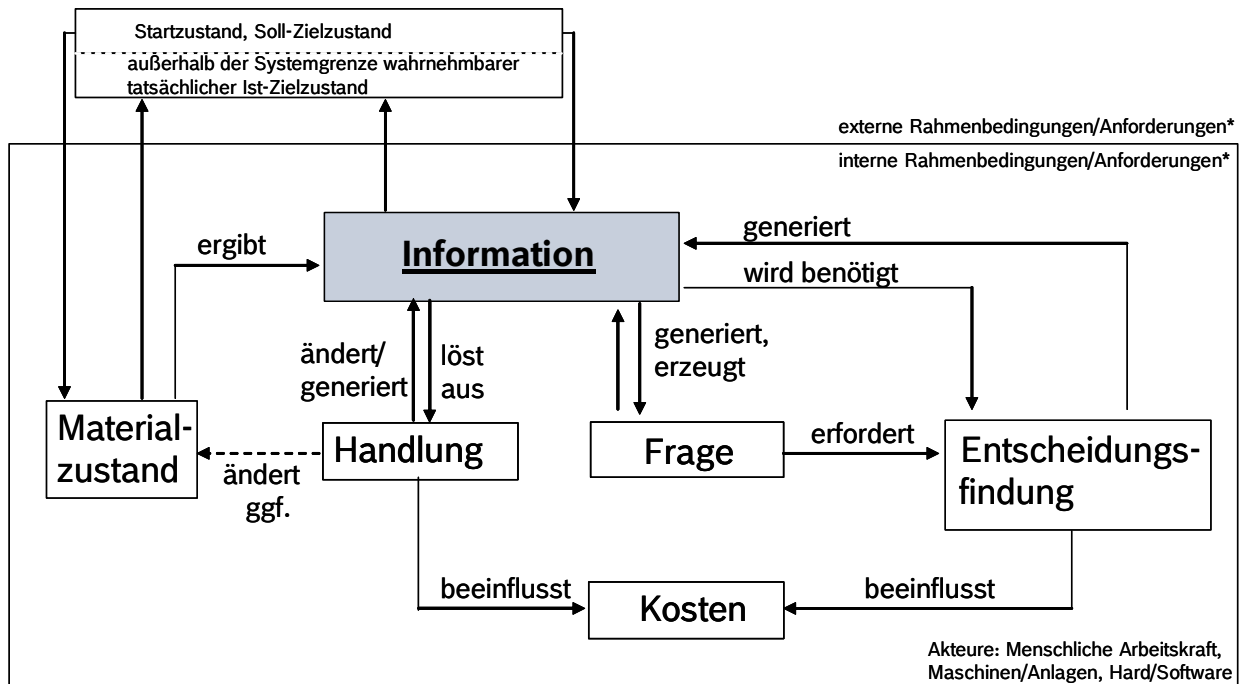 Startzustand, Soll-Zielzustand
außerhalb der Systemgrenze wahrnehmbarer
tatsächlicher Ist-Zielzustand
externe Rahmenbedingungen/Anforderungen*
interne Rahmenbedingungen/Anforderungen*
Information
ergibt
generiert
wird benötigt
ändert/
generiert
löst
aus
generiert,
erzeugt
Material-
zustand
ändert
ggf.
Handlung
Frage
erfordert
Entscheidungs-
findung
beeinflusst
Kosten
beeinflusst
Akteure: Menschliche Arbeitskraft,
Maschinen/Anlagen, Hard/Software